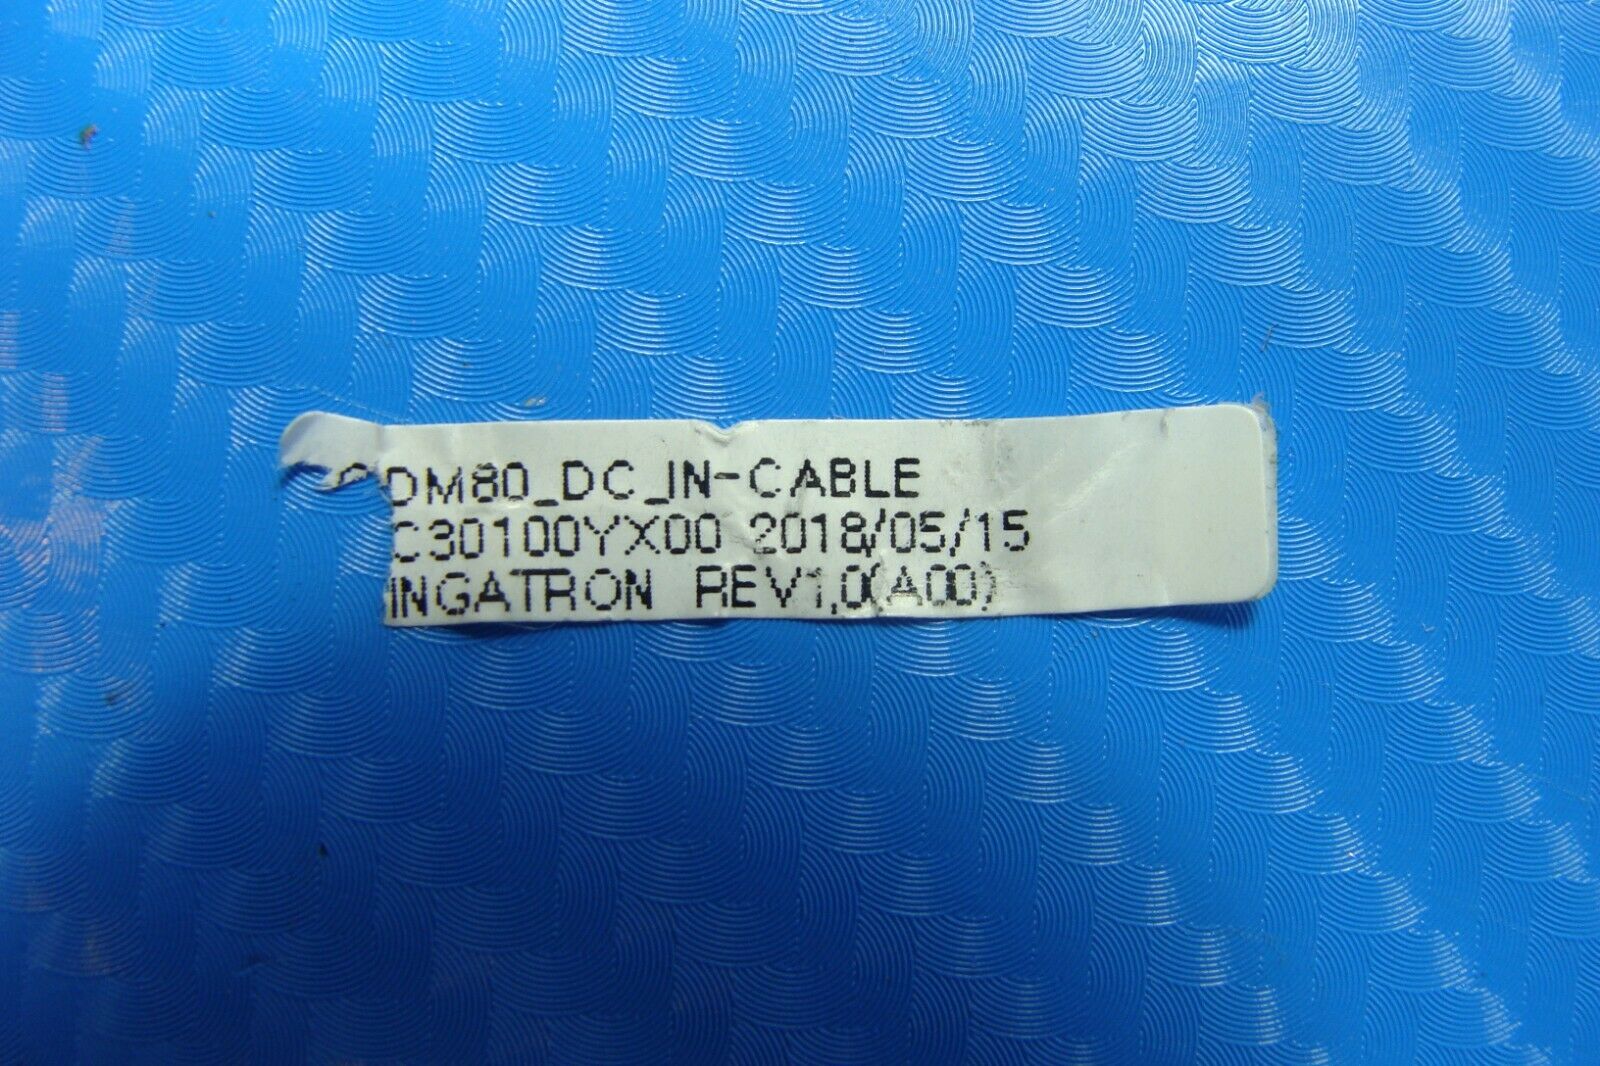 DM80_DC_IN-CABLE
C30100YX00 2018/05/15
INGATRON REV1,0(A00)